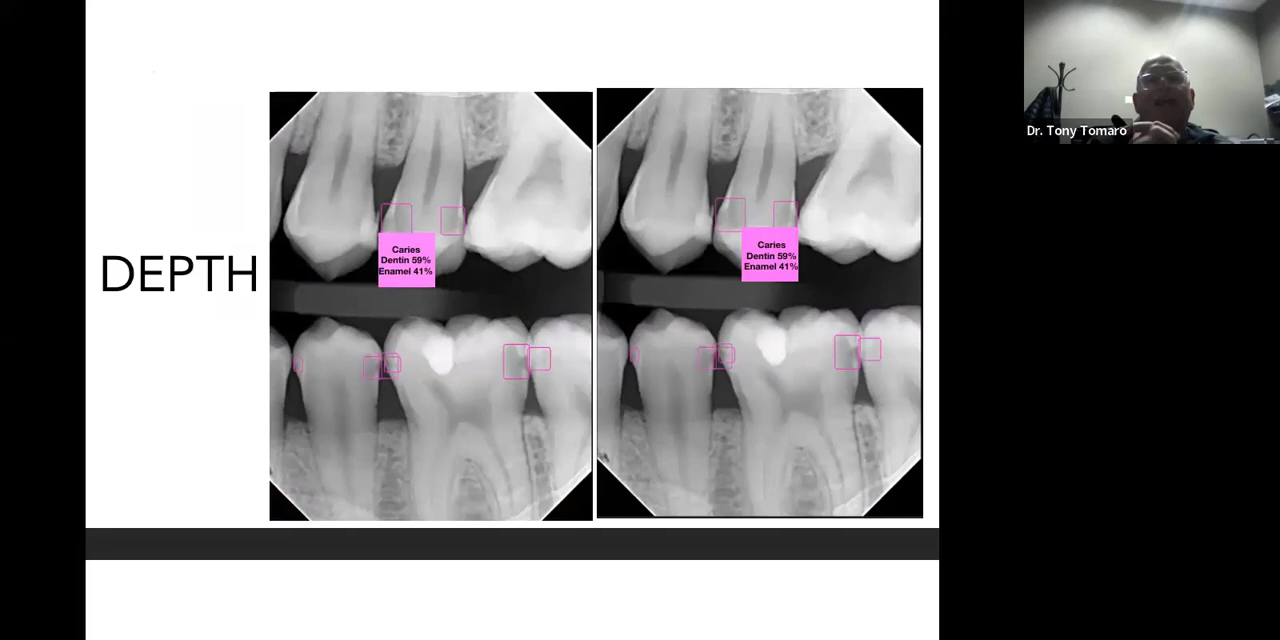 DEPTH
Caries
Dentin 59%
Enamel 41%
Caries
Dentin 59%
Enamel 41%
Dr. Tony Tomaro